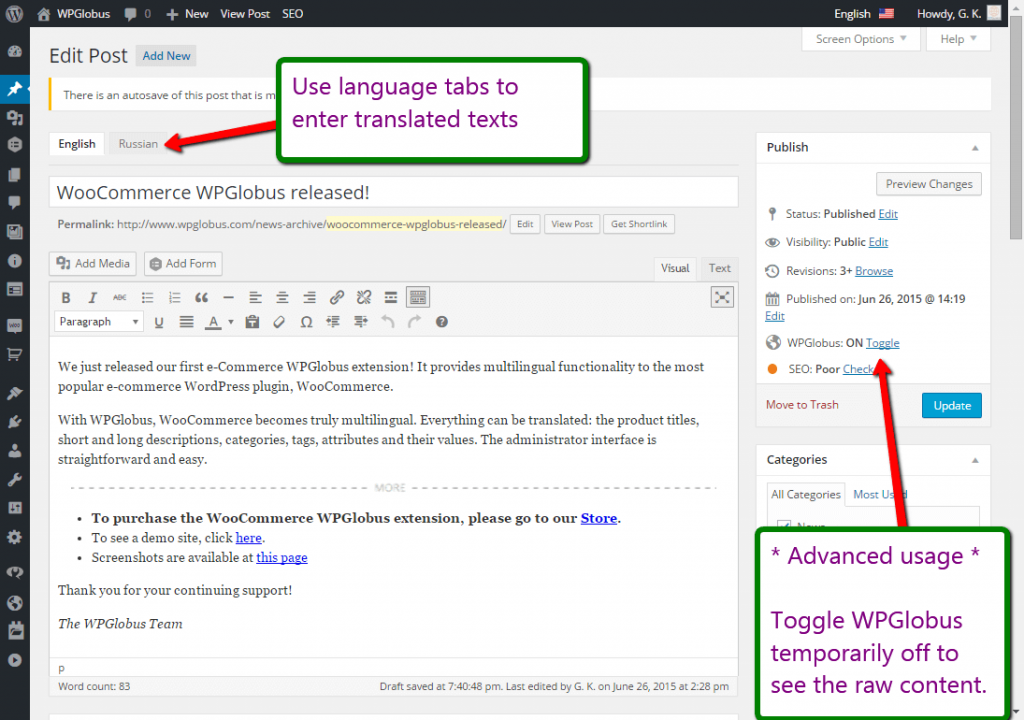 WPGlobus 0 New View Post SEO English Howdy, G. K.
Screen Options Help
Edit Post Add New
There is an autosave of this post that is
Use language tabs to
enter translated texts
English Russian
WooCommerce WPGlobus released!
Permalink: http://www.wpglobus.com/news-archive/woocommerce-wpglobus-released/ Edit View Post Get Shortlink
Add Media Add Form
Visual Text
B I ABC
Paragraph U A
We just released our first e-Commerce WPGlobus extension! It provides multilingual functionality to the most
popular e-commerce WordPress plugin, WooCommerce.
With WPGlobus, WooCommerce becomes truly multilingual. Everything can be translated: the product titles,
short and long descriptions, categories, tags, attributes and their values. The administrator interface is
straightforward and easy.
MORE
• To purchase the WooCommerce WPGlobus extension, please go to our Store.
• To see a demo site, click here.
• Screenshots are available at this page
Thank you for your continuing support!
The WPGlobus Team
p
Word count: 83 Draft saved at 7:40:48 pm. Last edited by G. K. on June 26, 2015 at 2:28 pm
Publish
Preview Changes
Status: Published Edit
Visibility: Public Edit
Revisions: 3+ Browse
Published on: Jun 26, 2015 @ 14:19
Edit
WPGlobus: ON Toggle
SEO: Poor Check
Move to Trash Update
Categories
All Categories Most Used
News
* Advanced usage *
Toggle WPGlobus
temporarily off to
see the raw content.